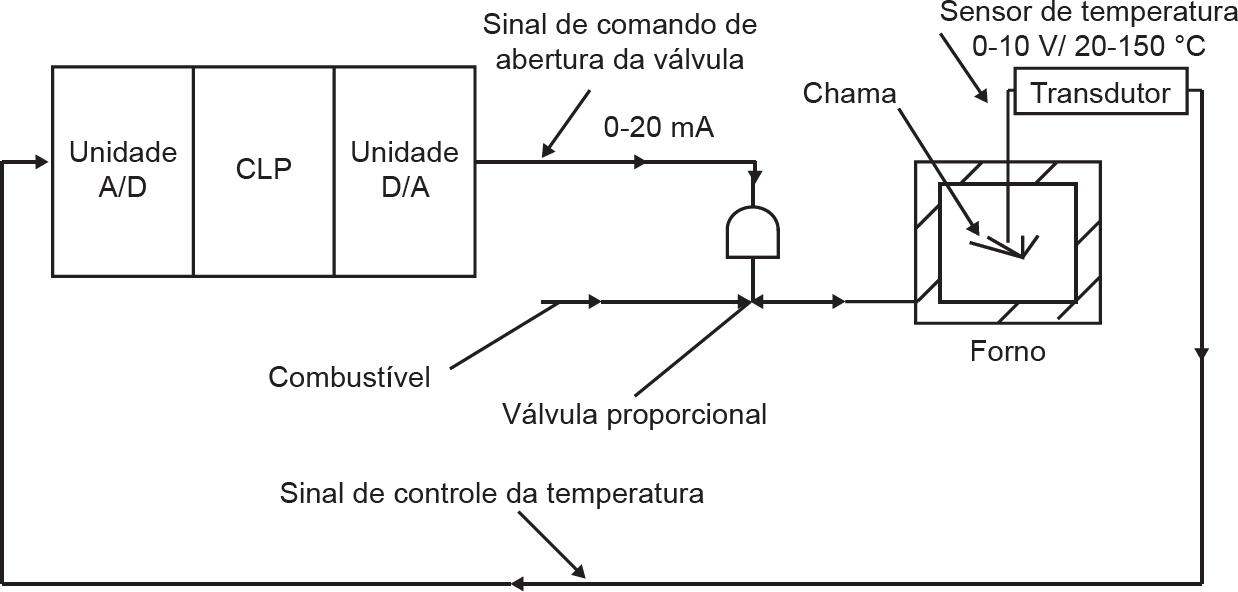 Sensor de temperatura
0-10 V/ 20-150 °C
Sinal de comando de
abertura da válvula
Chama
Transdutor
0-20 mA
Unidade
A/D
CLP
Unidade
D/A
Forno
Combustível
Válvula proporcional
Sinal de controle da temperatura